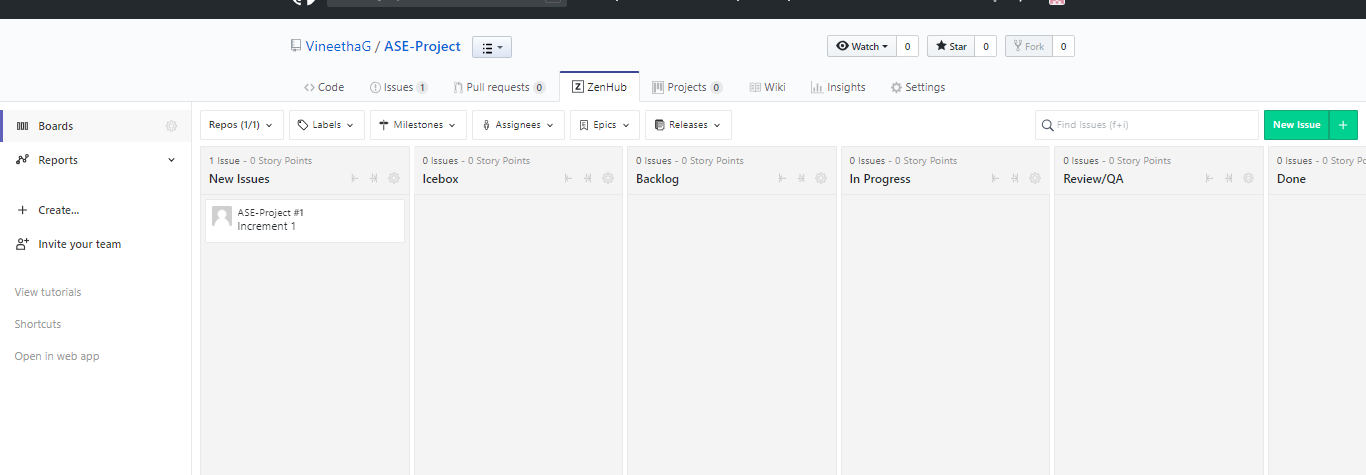 VineethaG / ASE-Project
Watch 0 Star 0 Fork 0
Code Issues 1 Pull requests 0 ZenHub Projects 0 Wiki Insights Settings
Boards
Reports
Create...
Invite your team
View tutorials
Shortcuts
Open in web app
Repos (1/1) Labels Milestones Assignees Epics Releases Find Issues (f+i) New Issue +
1 Issue - 0 Story Points
New Issues
ASE-Project #1
Increment 1
0 Issues - 0 Story Points
Icebox
0 Issues - 0 Story Points
Backlog
0 Issues - 0 Story Points
In Progress
0 Issues - 0 Story Points
Review/QA
0 Issues - 0 Story Po
Done